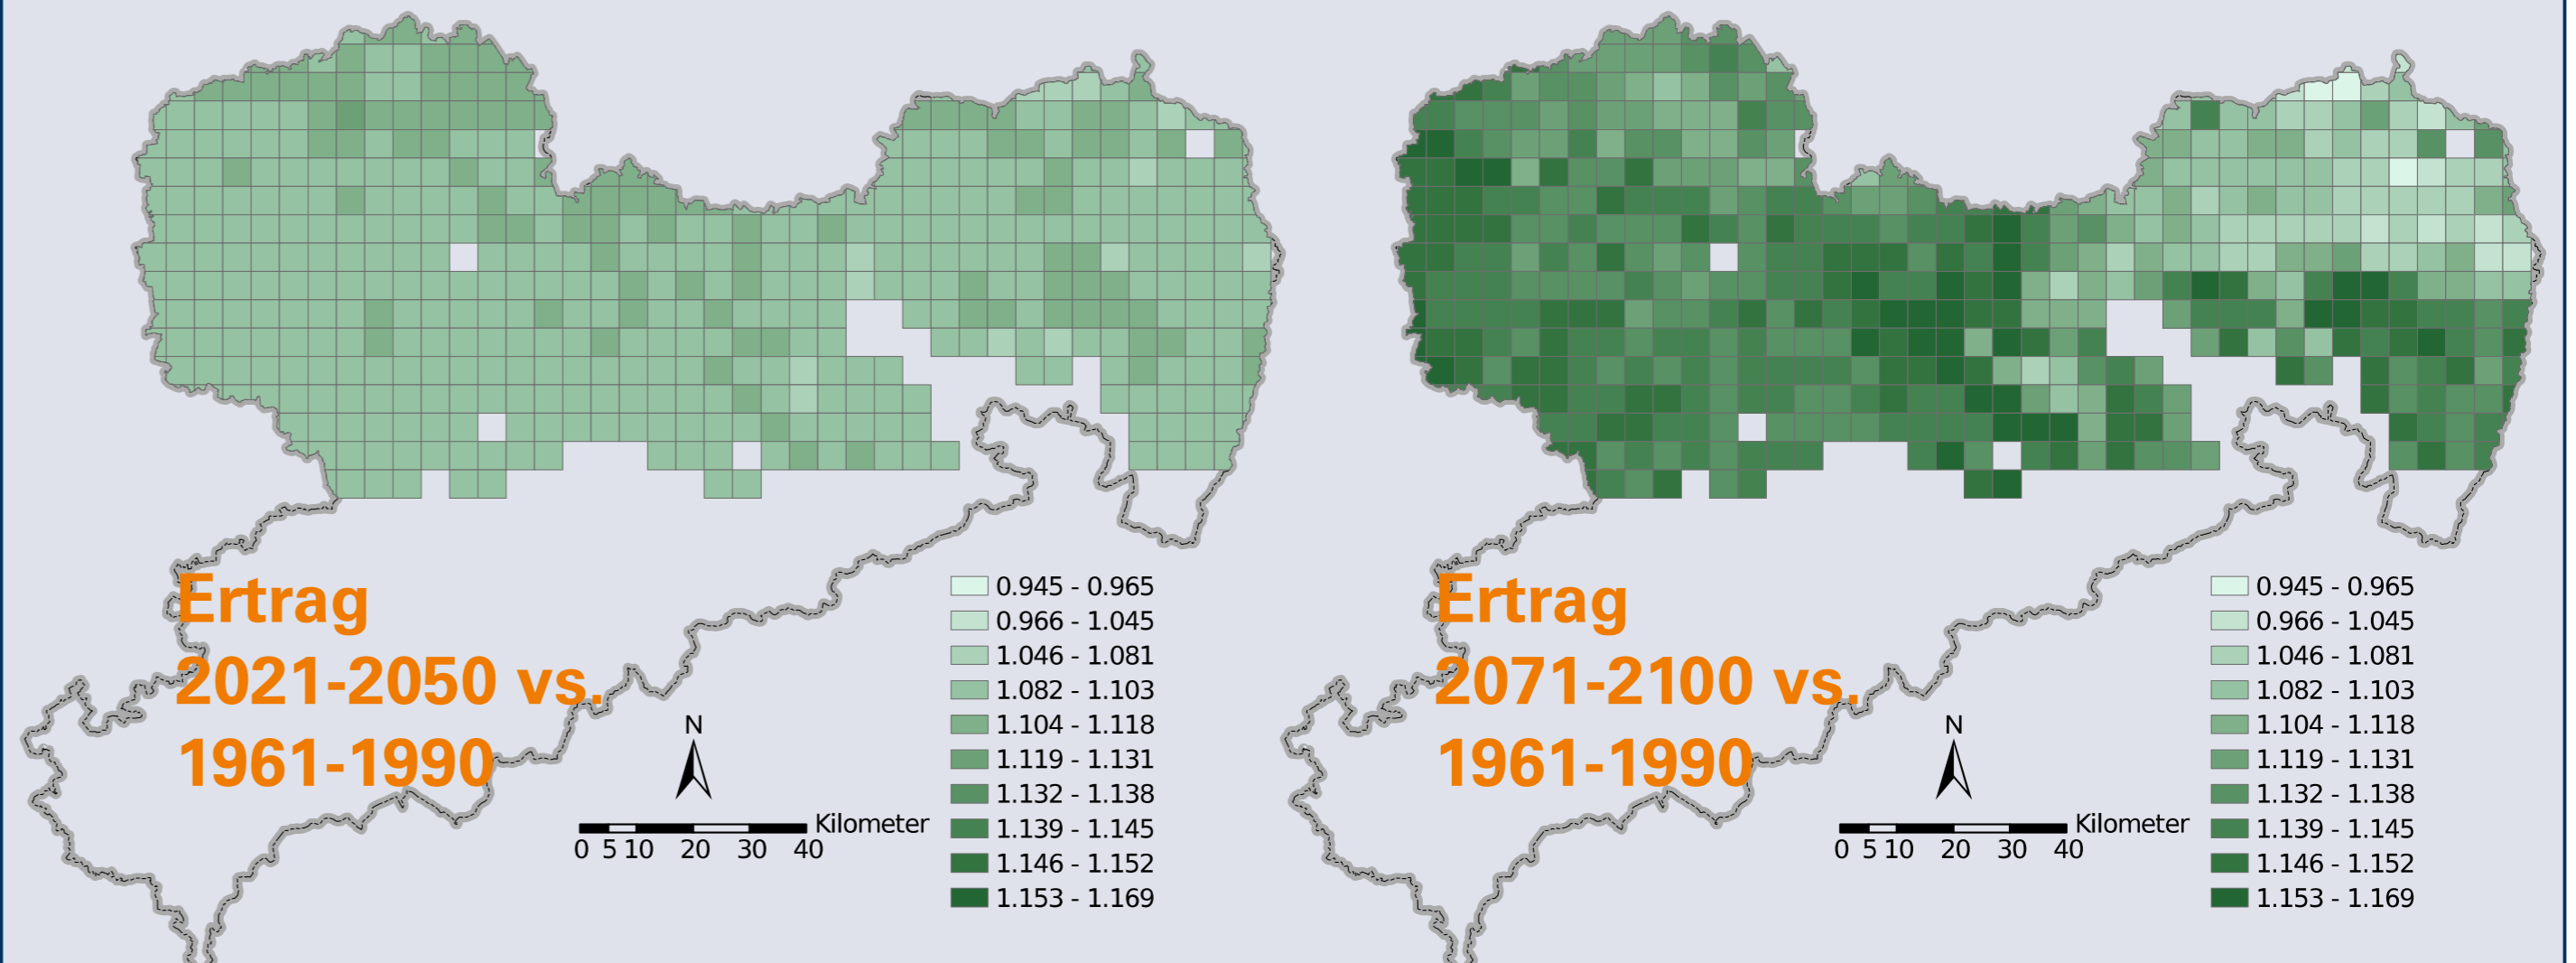 Ertrag
2021-2050 vs.
1961-1990
N
Kilometer
0 5 10 20 30 40
0.945 - 0.965
0.966 - 1.045
1.046 - 1.081
1.082 - 1.103
1.104 - 1.118
1.119 - 1.131
1.132 - 1.138
1.139 - 1.145
1.146 - 1.152
1.153 - 1.169
Ertrag
2071-2100 vs.
1961-1990
N
Kilometer
0 5 10 20 30 40
0.945 - 0.965
0.966 - 1.045
1.046 - 1.081
1.082 - 1.103
1.104 - 1.118
1.119 - 1.131
1.132 - 1.138
1.139 - 1.145
1.146 - 1.152
1.153 - 1.169